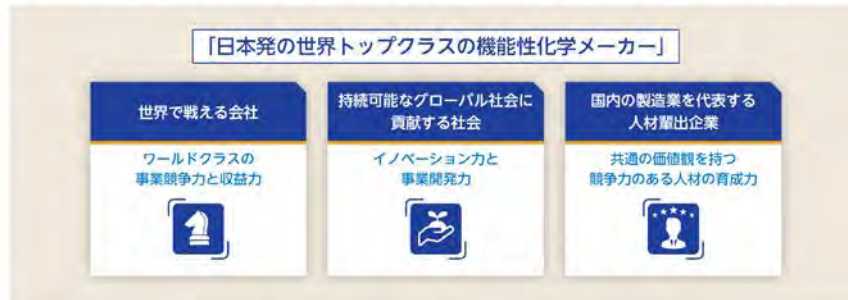 「日本発の世界トップクラスの機能性化学メーカー」
世界で戦える会社
ワールドクラスの
事業競争力と収益力
持続可能なグローバル社会に
貢献する社会
イノベーション力と
事業開発力
国内の製造業を代表する
人材輩出企業
共通の価値観を持つ
競争力のある人材の育成力